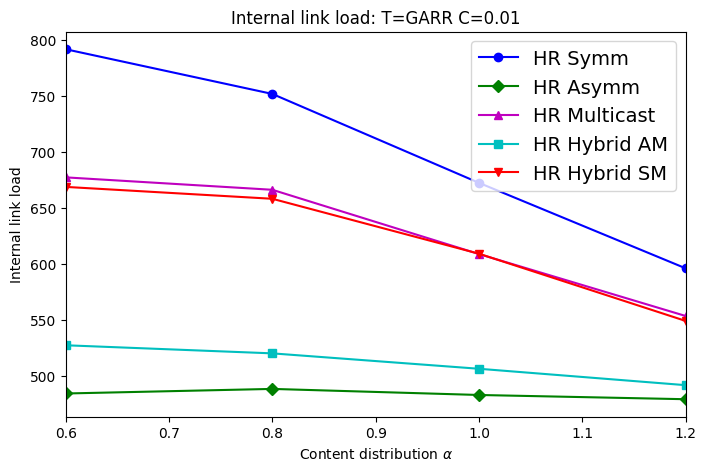 Internal link load: T=GARR C=0.01
800
750
700
650
600
550
500
Internal link load
HR Symm
HR Asymm
HR Multicast
HR Hybrid AM
HR Hybrid SM
0.6 0.7 0.8 0.9 1.0 1.1 1.2
Content distribution α